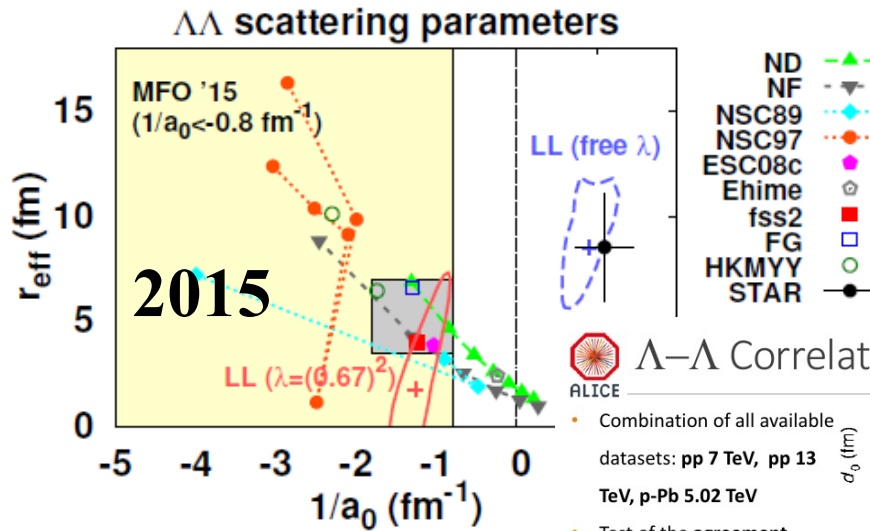 ΛΛ scattering parameters
MFO '15
(1/a₀<-0.8 fm⁻¹)
LL (free λ)
2015
LL (λ=(0.67)²)
r_eff (fm)
15
10
5
0
-5 -4 -3 -2 -1 0
1/a₀ (fm⁻¹)
ND
NF
NSC89
NSC97
ESC08c
Ehime
fss2
FG
HKMYY
STAR
ALICE
Λ–Λ Correlat
• Combination of all available
datasets: pp 7 TeV, pp 13
TeV, p-Pb 5.02 TeV
d₀ (fm)